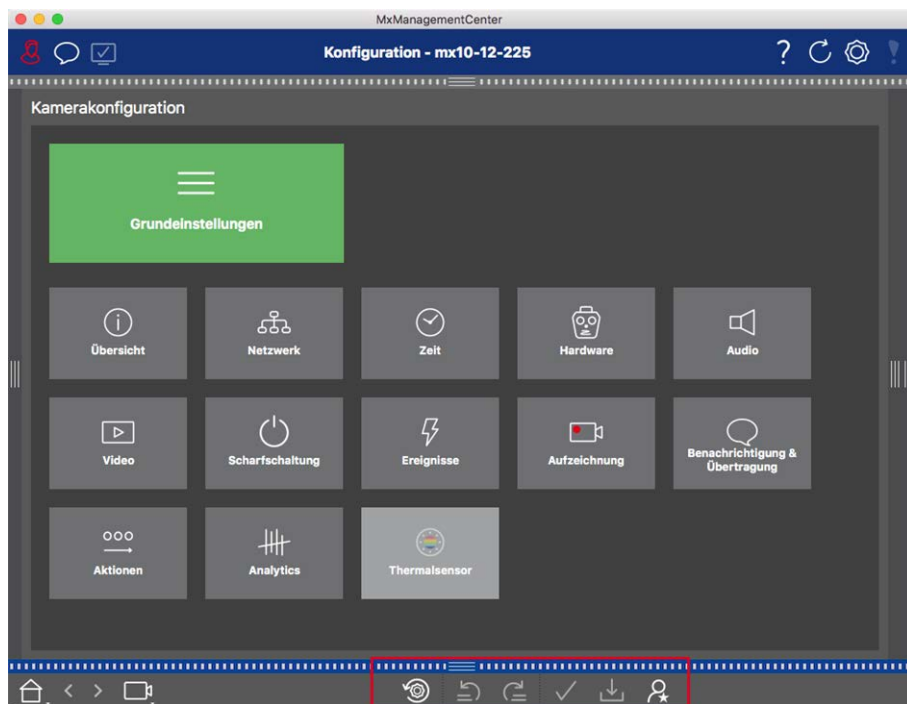 MxManagementCenter
Konfiguration - mx10-12-225
?
!
Kamerakonfiguration
Grundeinstellungen
Übersicht
Netzwerk
Zeit
Hardware
Audio
Video
Scharfschaltung
Ereignisse
Aufzeichnung
Benachrichtigung &
Übertragung
Aktionen
Analytics
Thermalsensor